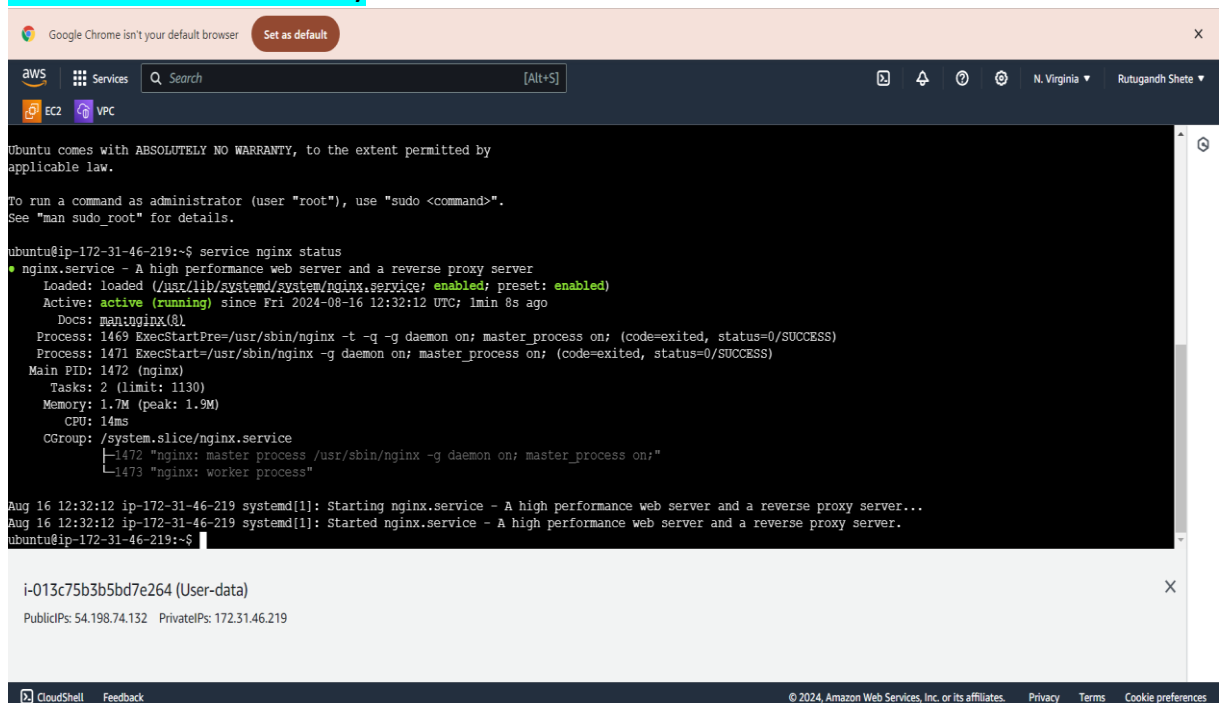 Google Chrome isn't your default browser Set as default X
aws Services Search [Alt+S] N. Virginia ▼ Rutugandh Shete ▼
EC2 VPC
Ubuntu comes with ABSOLUTELY NO WARRANTY, to the extent permitted by
applicable law.
To run a command as administrator (user "root"), use "sudo <command>".
See "man sudo_root" for details.
ubuntu@ip-172-31-46-219:~$ service nginx status
● nginx.service - A high performance web server and a reverse proxy server
Loaded: loaded (/usr/lib/systemd/system/nginx.service; enabled; preset: enabled)
Active: active (running) since Fri 2024-08-16 12:32:12 UTC; 1min 8s ago
Docs: man:nginx(8)
Process: 1469 ExecStartPre=/usr/sbin/nginx -t -q -g daemon on; master_process on; (code=exited, status=0/SUCCESS)
Process: 1471 ExecStart=/usr/sbin/nginx -g daemon on; master_process on; (code=exited, status=0/SUCCESS)
Main PID: 1472 (nginx)
Tasks: 2 (limit: 1130)
Memory: 1.7M (peak: 1.9M)
CPU: 14ms
CGroup: /system.slice/nginx.service
├─1472 "nginx: master process /usr/sbin/nginx -g daemon on; master_process on;"
└─1473 "nginx: worker process"
Aug 16 12:32:12 ip-172-31-46-219 systemd[1]: Starting nginx.service - A high performance web server and a reverse proxy server...
Aug 16 12:32:12 ip-172-31-46-219 systemd[1]: Started nginx.service - A high performance web server and a reverse proxy server.
ubuntu@ip-172-31-46-219:~$
i-013c75b3b5bd7e264 (User-data)
PublicIPs: 54.198.74.132 PrivateIPs: 172.31.46.219
CloudShell Feedback © 2024, Amazon Web Services, Inc. or its affiliates. Privacy Terms Cookie preferences